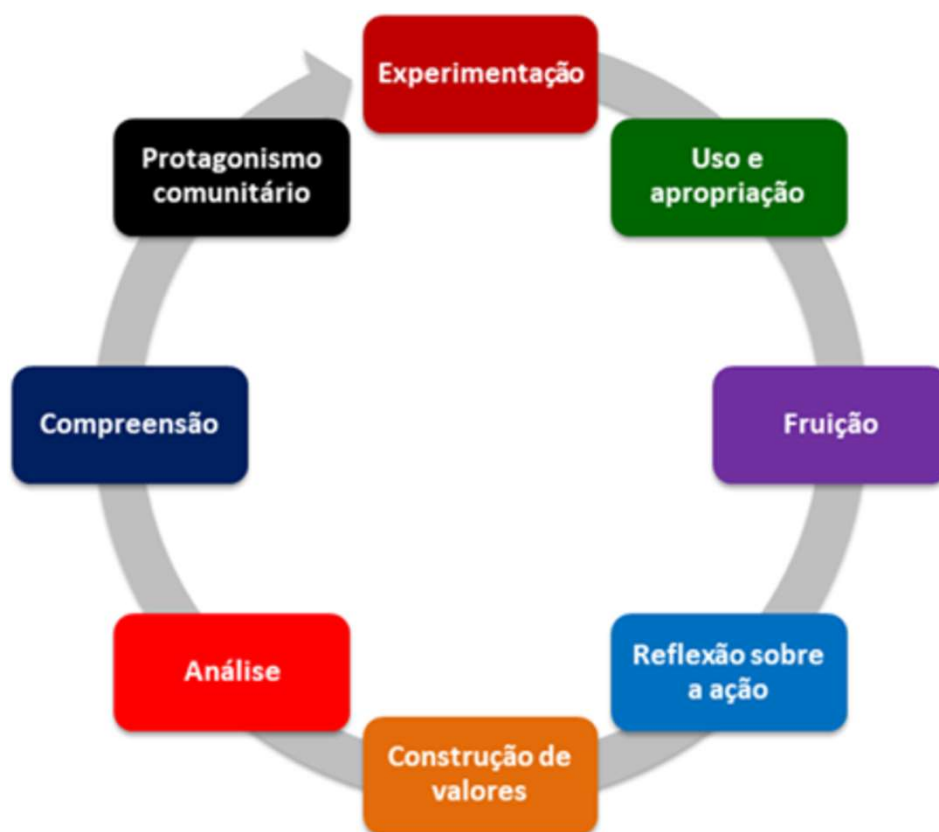 Experimentação
Uso e
apropriação
Fruição
Reflexão sobre
a ação
Construção de
valores
Análise
Compreensão
Protagonismo
comunitário